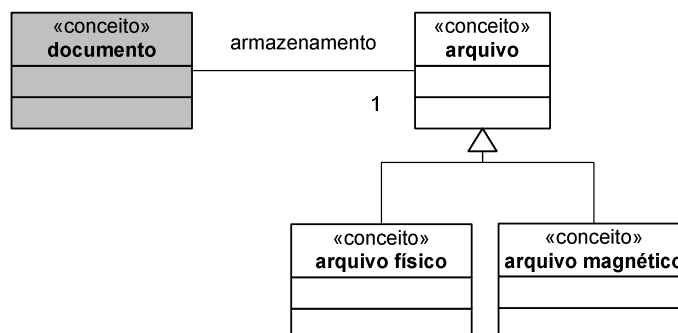 «conceito»
documento
armazenamento
1
«conceito»
arquivo
«conceito»
arquivo físico
«conceito»
arquivo magnético